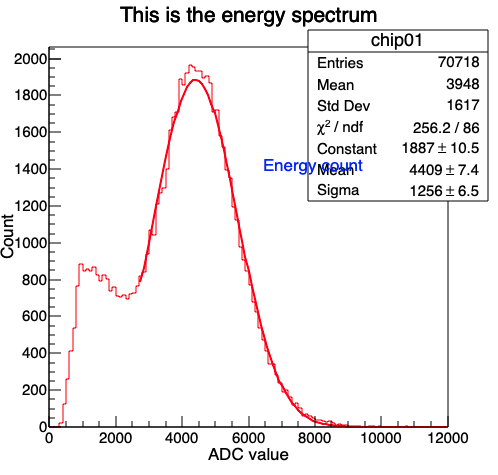 This is the energy spectrum
chip01
Entries 70718
Mean 3948
Std Dev 1617
χ² / ndf 256.2 / 86
Constant 1887 ± 10.5
Energy count
Mean 4409 ± 7.4
Sigma 1256 ± 6.5
Count
2000
1800
1600
1400
1200
1000
800
600
400
200
0
0 2000 4000 6000 8000 10000 12000
ADC value